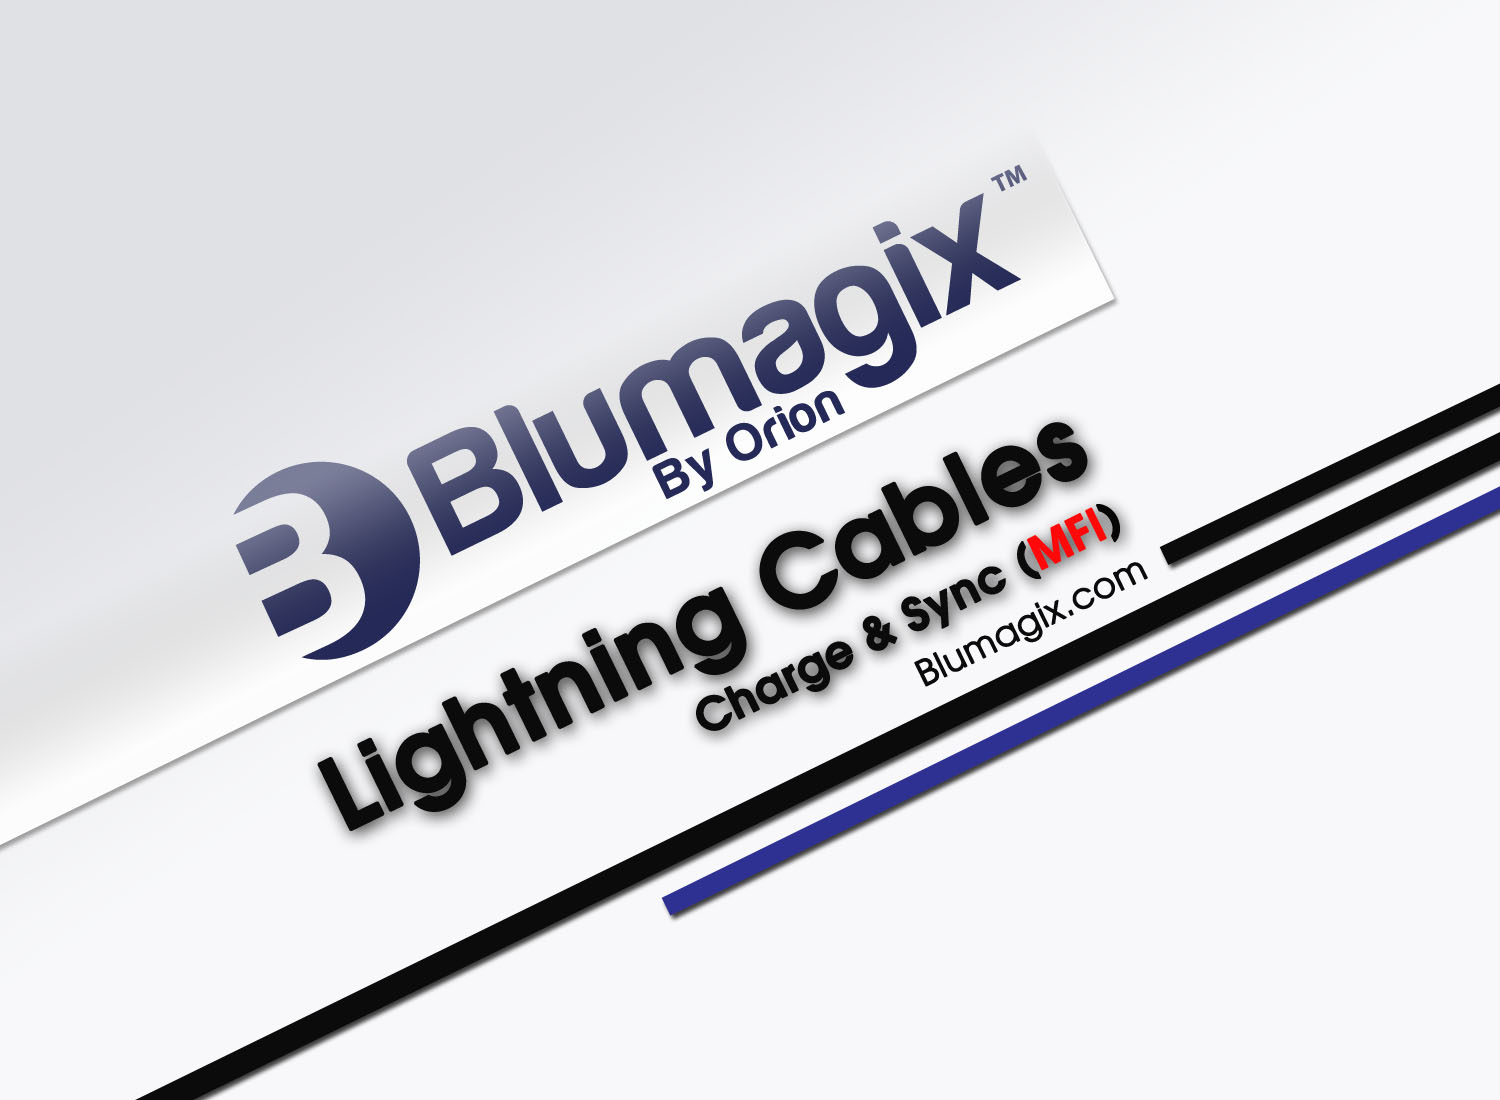 Blumagix™
By Orion
Lightning Cables
Charge & Sync (MFI)
Blumagix.com